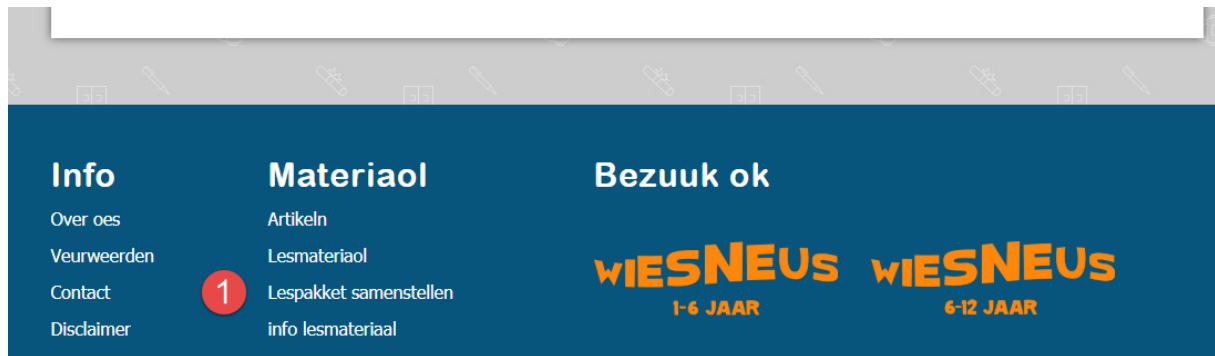 Info
Over oes
Veurweerden
Contact
Disclaimer
1
Materiaol
Artikeln
Lesmateriaol
Lespakket samenstellen
info lesmateriaal
Bezuuk ok
WIESNEUS
1-6 JAAR
WIESNEUS
6-12 JAAR